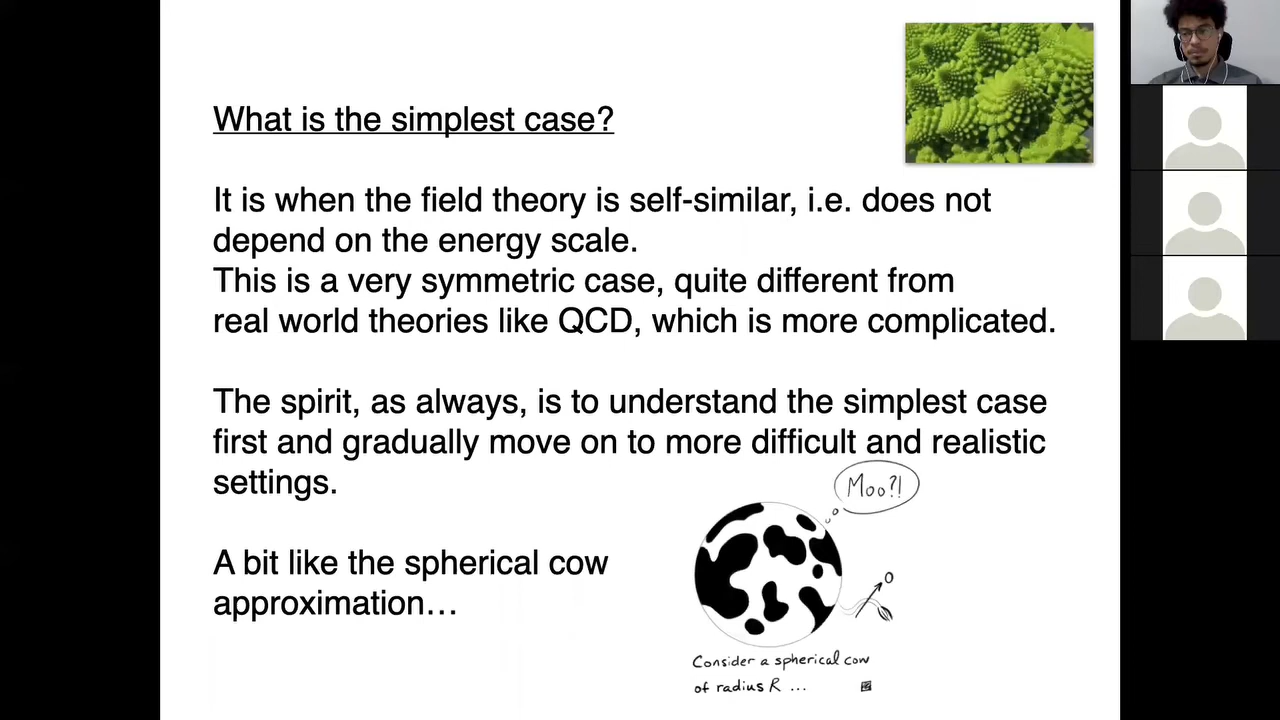 What is the simplest case?
It is when the field theory is self-similar, i.e. does not
depend on the energy scale.
This is a very symmetric case, quite different from
real world theories like QCD, which is more complicated.
The spirit, as always, is to understand the simplest case
first and gradually move on to more difficult and realistic
settings.
Moo?!
A bit like the spherical cow
approximation…
Consider a spherical cow
of radius R ...